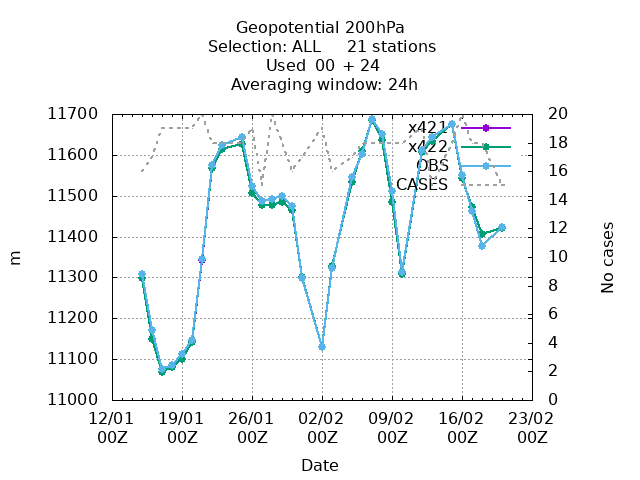 Geopotential 200hPa
Selection: ALL 21 stations
Used 00 + 24
Averaging window: 24h
11700
11600
11500
11400
11300
11200
11100
11000
m
20
18
16
14
12
10
8
6
4
2
0
No cases
x421
x422
OBS
CASES
12/01 19/01 26/01 02/02 09/02 16/02 23/02
00Z 00Z 00Z 00Z 00Z 00Z 00Z
Date